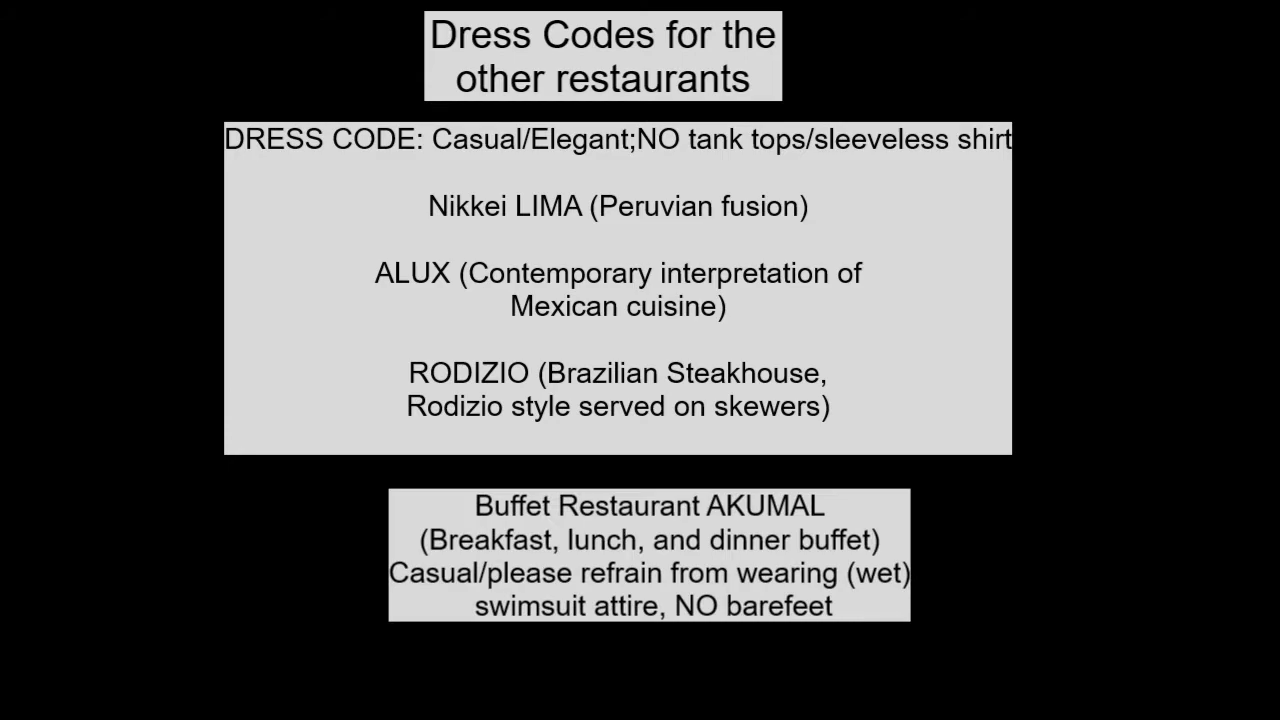 Dress Codes for the
other restaurants
DRESS CODE: Casual/Elegant;NO tank tops/sleeveless shirt
Nikkei LIMA (Peruvian fusion)
ALUX (Contemporary interpretation of
Mexican cuisine)
RODIZIO (Brazilian Steakhouse,
Rodizio style served on skewers)
Buffet Restaurant AKUMAL
(Breakfast, lunch, and dinner buffet)
Casual/please refrain from wearing (wet)
swimsuit attire, NO barefeet